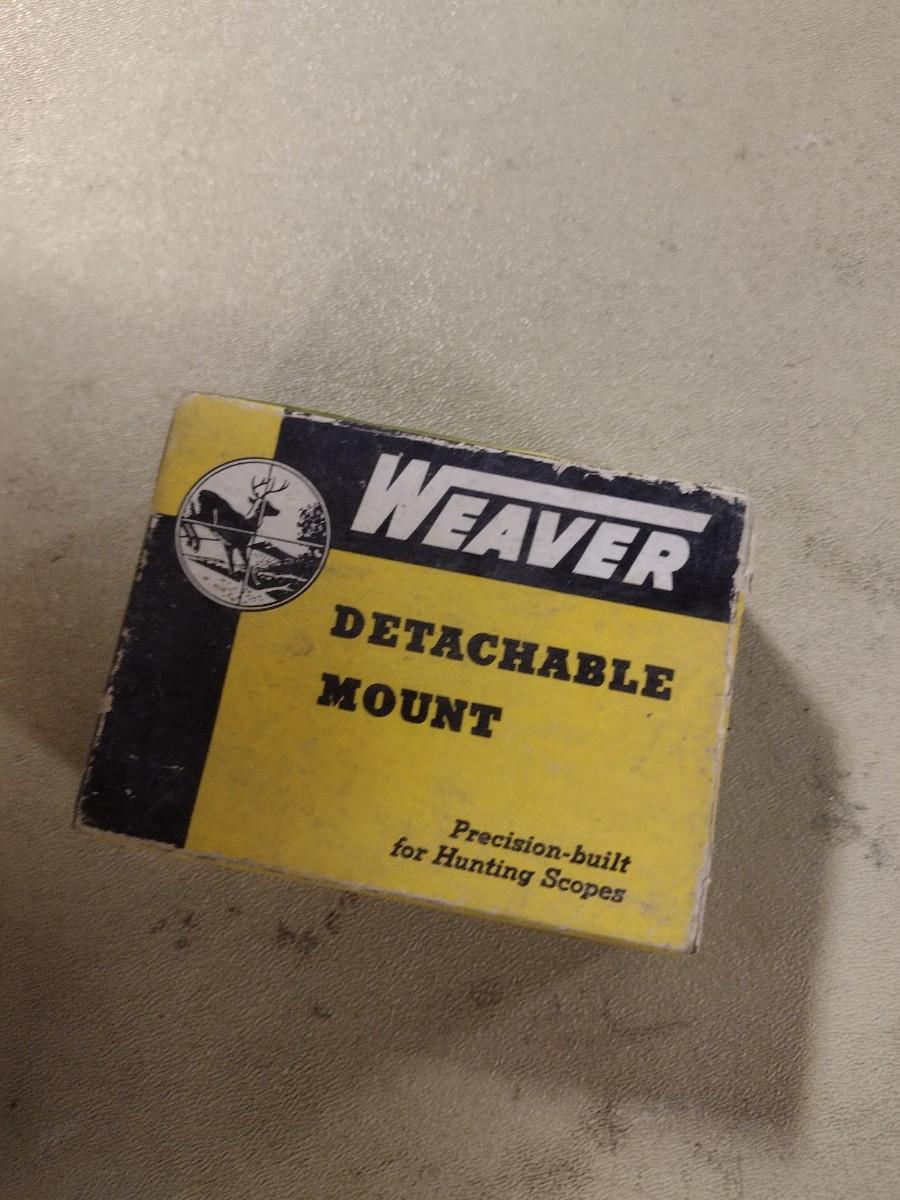 WEAVER
DETACHABLE
MOUNT
Precision-built
for Hunting Scopes